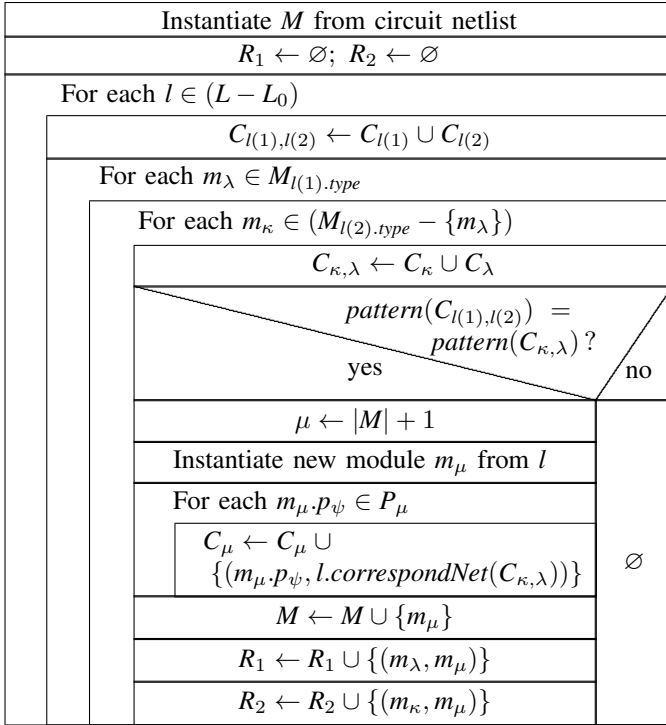 Instantiate M from circuit netlist
R₁ ← ∅; R₂ ← ∅
For each l ∈ (L − L₀)
C_{l(1),l(2)} ← C_{l(1)} ∪ C_{l(2)}
For each m_λ ∈ M_{l(1).type}
For each m_κ ∈ (M_{l(2).type} − {m_λ})
C_{κ,λ} ← C_κ ∪ C_λ
pattern(C_{l(1),l(2)}) =
pattern(C_{κ,λ}) ?
yes
no
μ ← |M| + 1
Instantiate new module m_μ from l
For each m_μ.p_ψ ∈ P_μ
C_μ ← C_μ ∪
{(m_μ.p_ψ, l.correspondNet(C_{κ,λ}))}
∅
M ← M ∪ {m_μ}
R₁ ← R₁ ∪ {(m_λ, m_μ)}
R₂ ← R₂ ∪ {(m_κ, m_μ)}